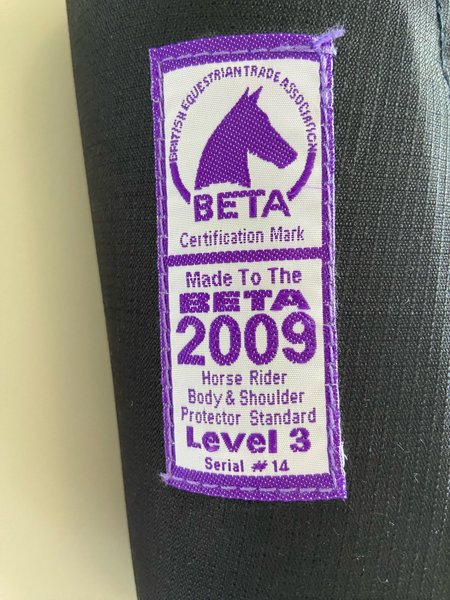 BRITISH EQUESTRIAN TRADE ASSOCIATION
BETA
Certification Mark
Made To The
BETA
2009
Horse Rider
Body & Shoulder
Protector Standard
Level 3
Serial # 14